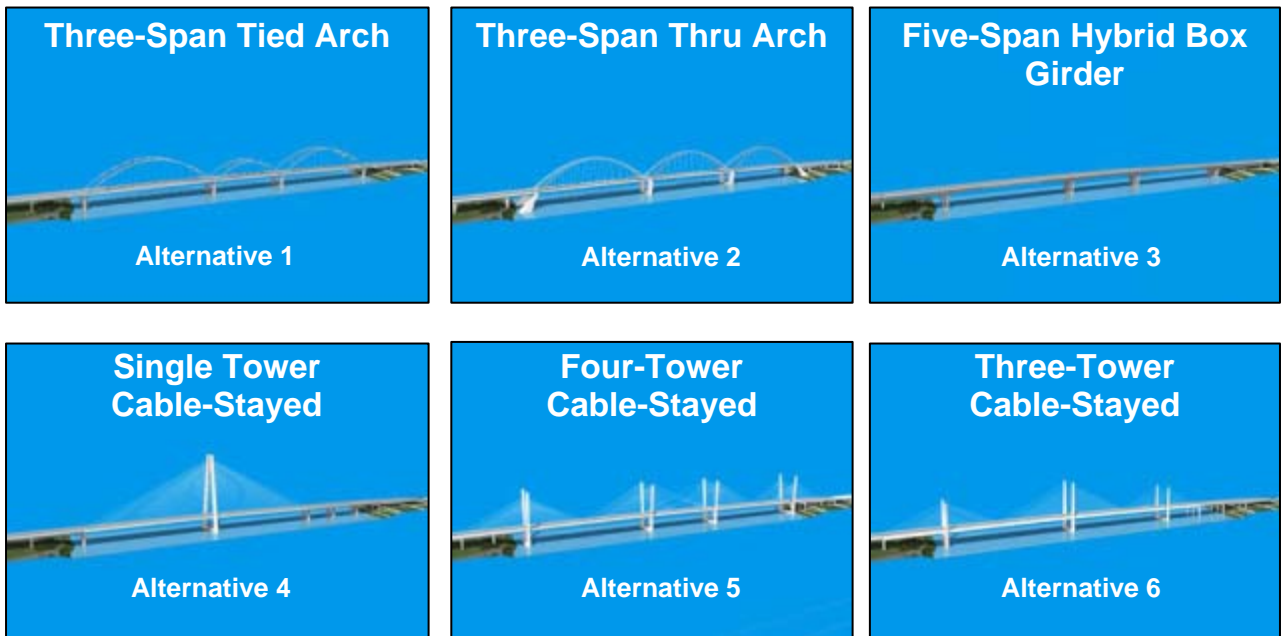 Three-Span Tied Arch
Alternative 1
Three-Span Thru Arch
Alternative 2
Five-Span Hybrid Box
Girder
Alternative 3
Single Tower
Cable-Stayed
Alternative 4
Four-Tower
Cable-Stayed
Alternative 5
Three-Tower
Cable-Stayed
Alternative 6